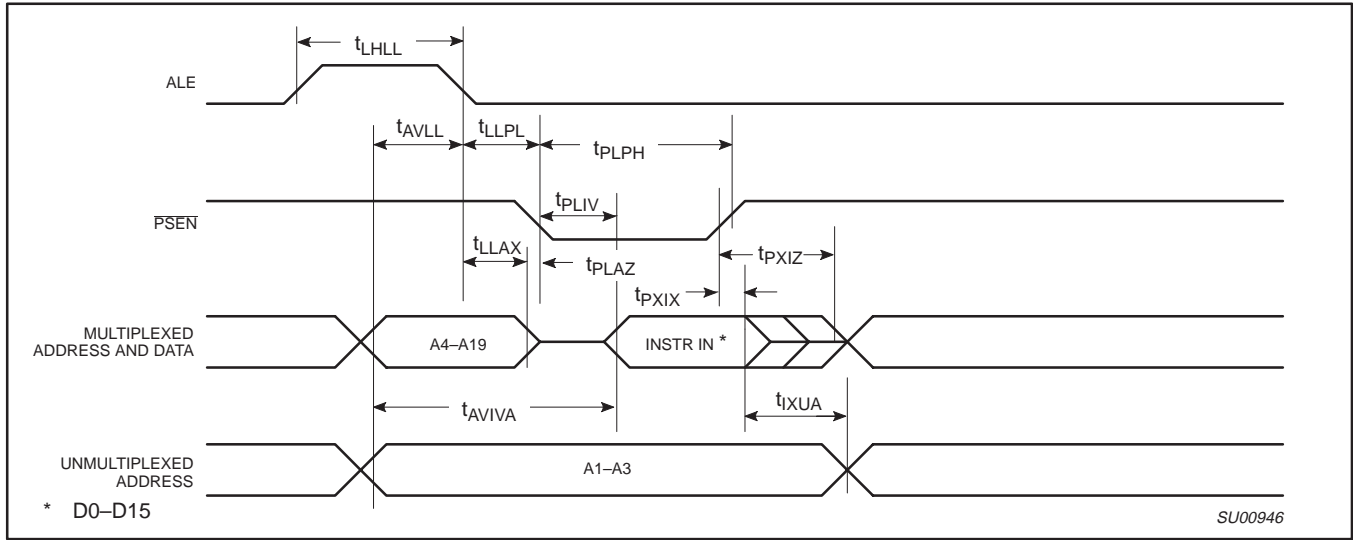 tLHLL
ALE
tAVLL
tLLPL
tPLPH
PSEN
tPLIV
tLLAX
tPLAZ
tPXIZ
tPXIX
MULTIPLEXED
ADDRESS AND DATA
A4–A19
INSTR IN *
tAVIVA
tIXUA
UNMULTIPLEXED
ADDRESS
A1–A3
* D0–D15
SU00946